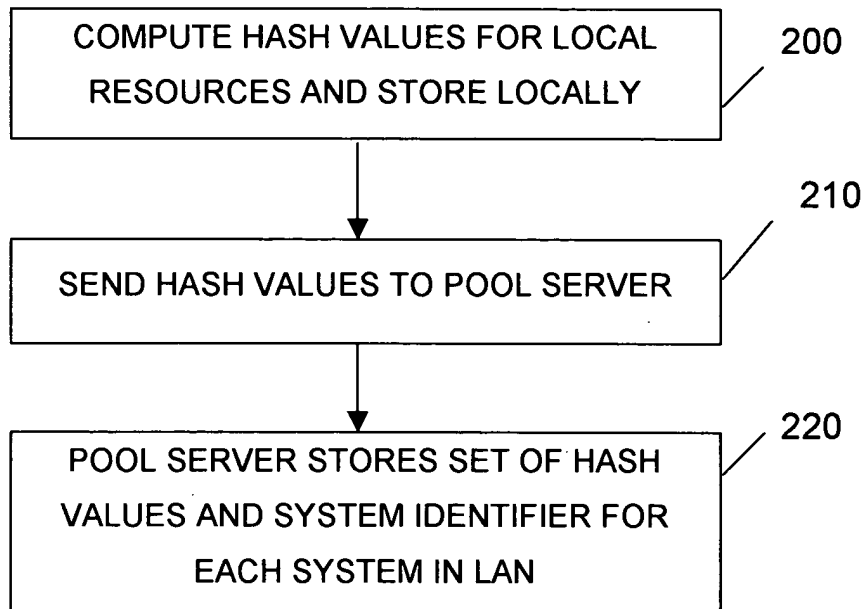 COMPUTE HASH VALUES FOR LOCAL
RESOURCES AND STORE LOCALLY
200
210
SEND HASH VALUES TO POOL SERVER
220
POOL SERVER STORES SET OF HASH
VALUES AND SYSTEM IDENTIFIER FOR
EACH SYSTEM IN LAN